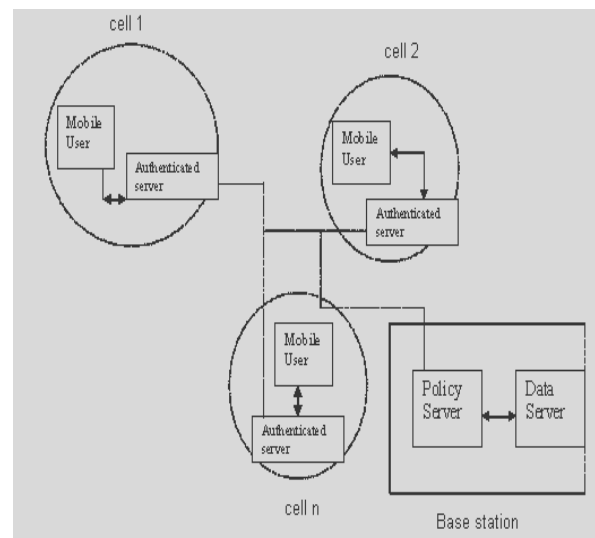 cell 1
Mobile
User
Authenticated
server
cell 2
Mobile
User
Authenticated
server
Mobile
User
Authenticated
server
cell n
Policy
Server
Data
Server
Base station